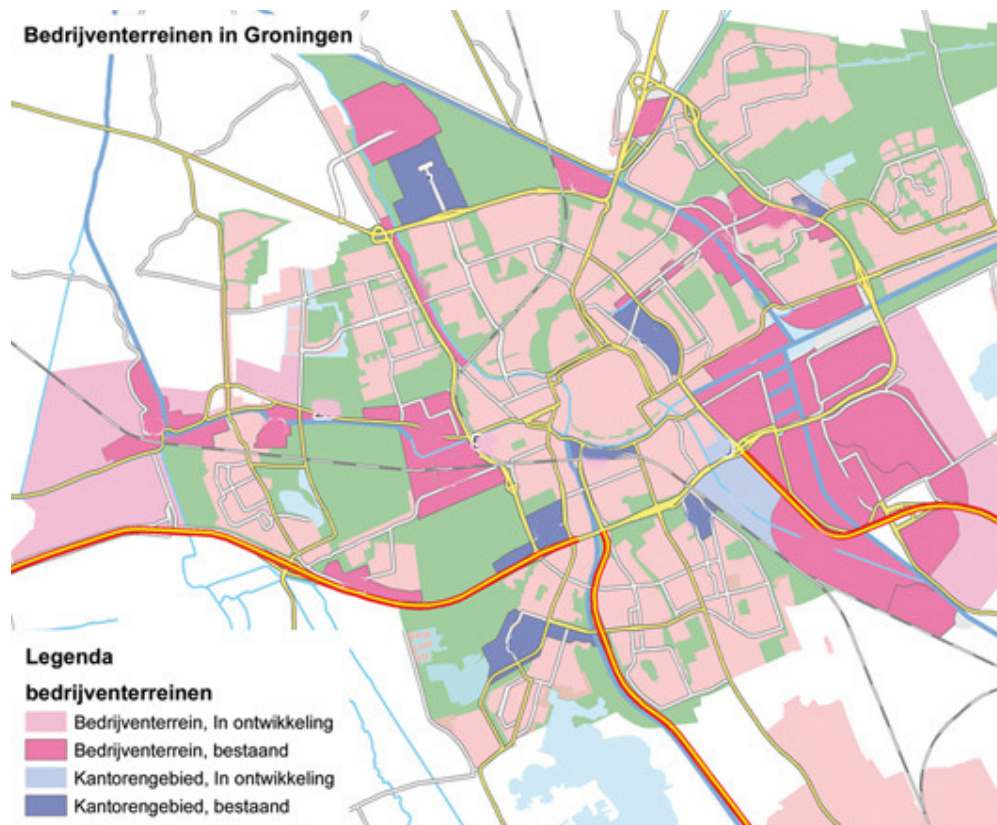 Bedrijventerreinen in Groningen
Legenda
bedrijventerreinen
Bedrijventerrein, In ontwikkeling
Bedrijventerrein, bestaand
Kantorengebied, In ontwikkeling
Kantorengebied, bestaand